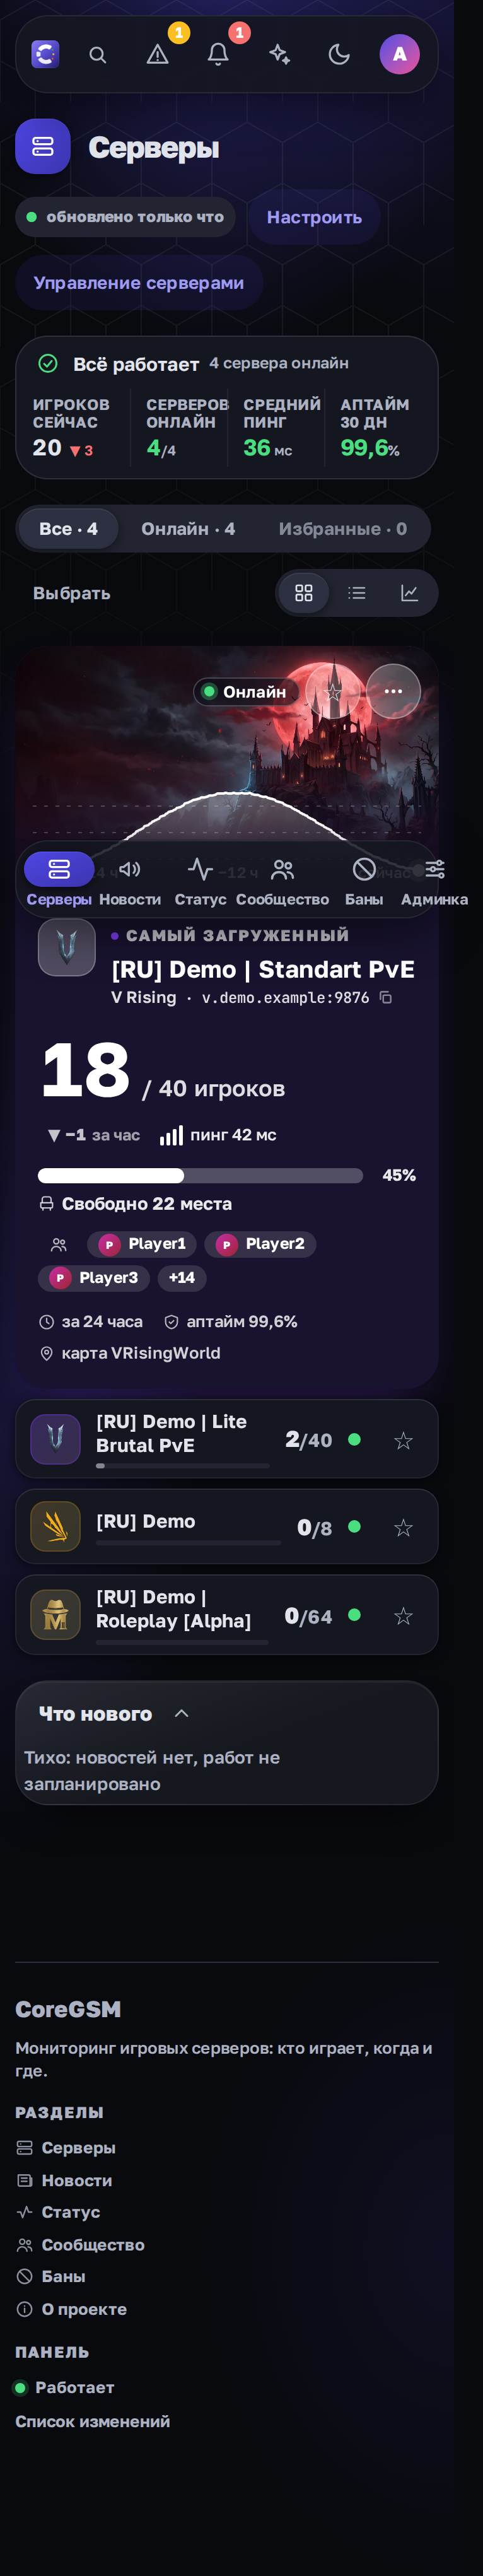 1
1
A
Серверы
обновлено только что
Настроить
Управление серверами
Всё работает 4 сервера онлайн
ИГРОКОВ СЕЙЧАС
20 ▼ 3
СЕРВЕРОВ ОНЛАЙН
4/4
СРЕДНИЙ ПИНГ
36 мс
АПТАЙМ 30 ДН
99,6%
Все · 4
Онлайн · 4
Избранные · 0
Выбрать
Онлайн
−12 ч
Серверы
Новости
Статус
Сообщество
Баны
Админка
САМЫЙ ЗАГРУЖЕННЫЙ
[RU] Demo | Standart PvE
V Rising · v.demo.example:9876
18 / 40 игроков
▼ −1 за час
пинг 42 мс
45%
Свободно 22 места
P Player1
P Player2
P Player3
+14
за 24 часа
аптайм 99,6%
карта VRisingWorld
[RU] Demo | Lite
Brutal PvE
2/40
[RU] Demo
0/8
[RU] Demo |
Roleplay [Alpha]
0/64
Что нового
Тихо: новостей нет, работ не
запланировано
CoreGSM
Мониторинг игровых серверов: кто играет, когда и
где.
РАЗДЕЛЫ
Серверы
Новости
Статус
Сообщество
Баны
О проекте
ПАНЕЛЬ
Работает
Список изменений